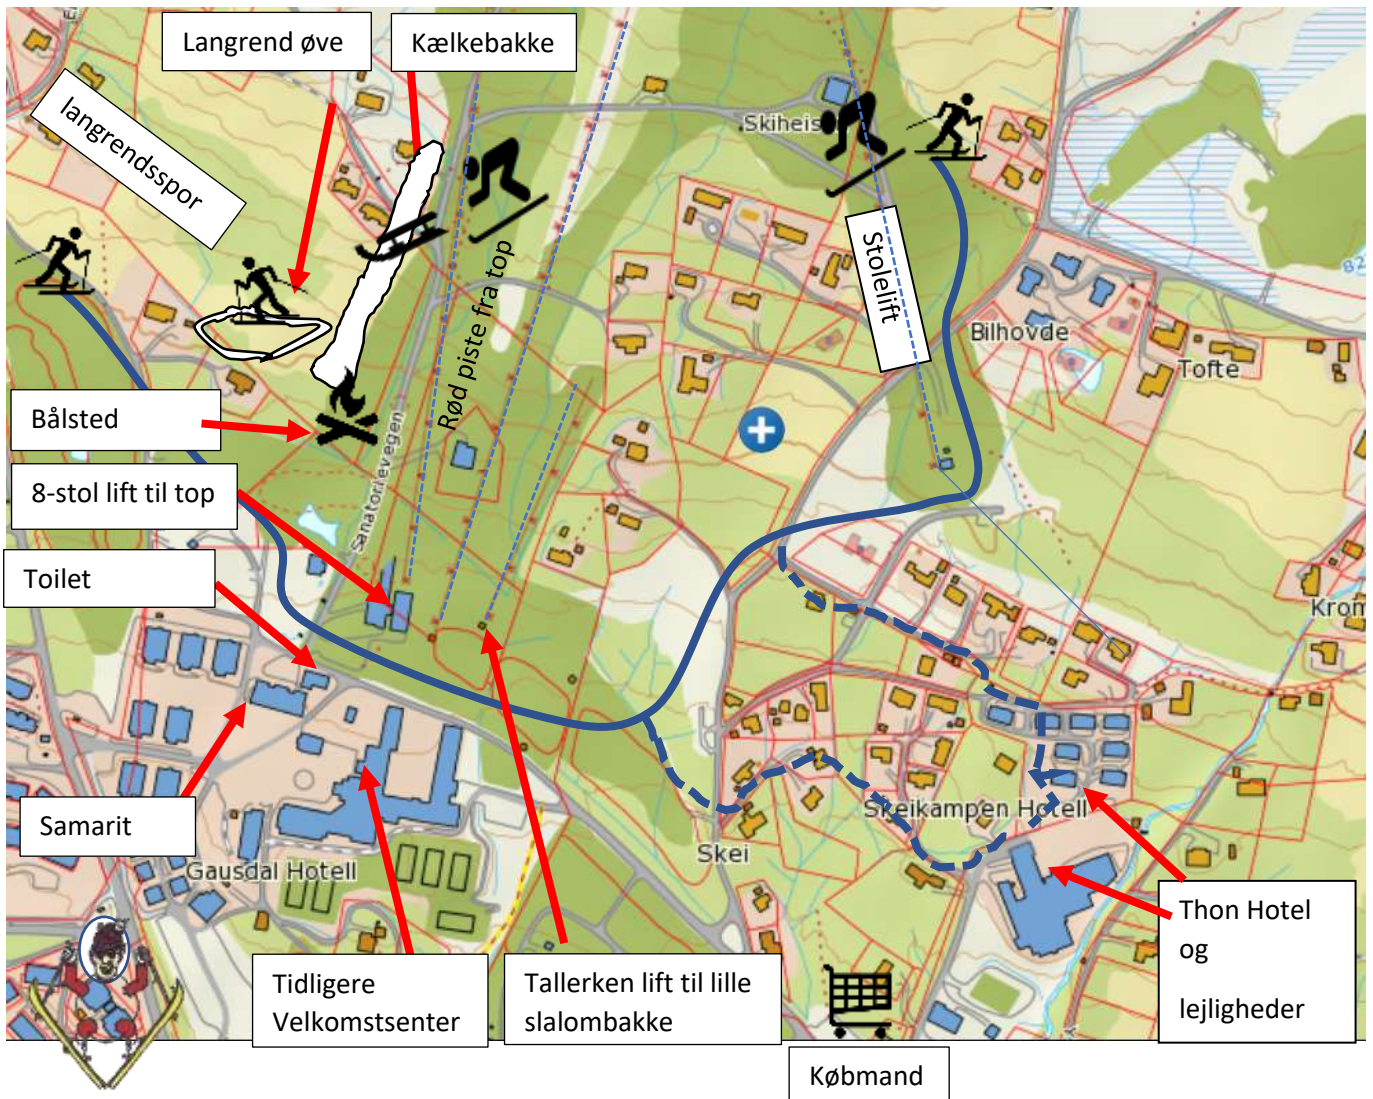 Langrend øve
Kælkebakke
langrendsspor
Skiheis
Stolelift
Bilhovde
Tofte
Rød piste fra top
Sanatorievegen
Bålsted
8-stol lift til top
Toilet
Samarit
Skei
Skeikampen Hotell
Gausdal Hotell
Tidligere
Velkomstsenter
Tallerken lift til lille
slalombakke
Thon Hotel
og
lejligheder
Købmand